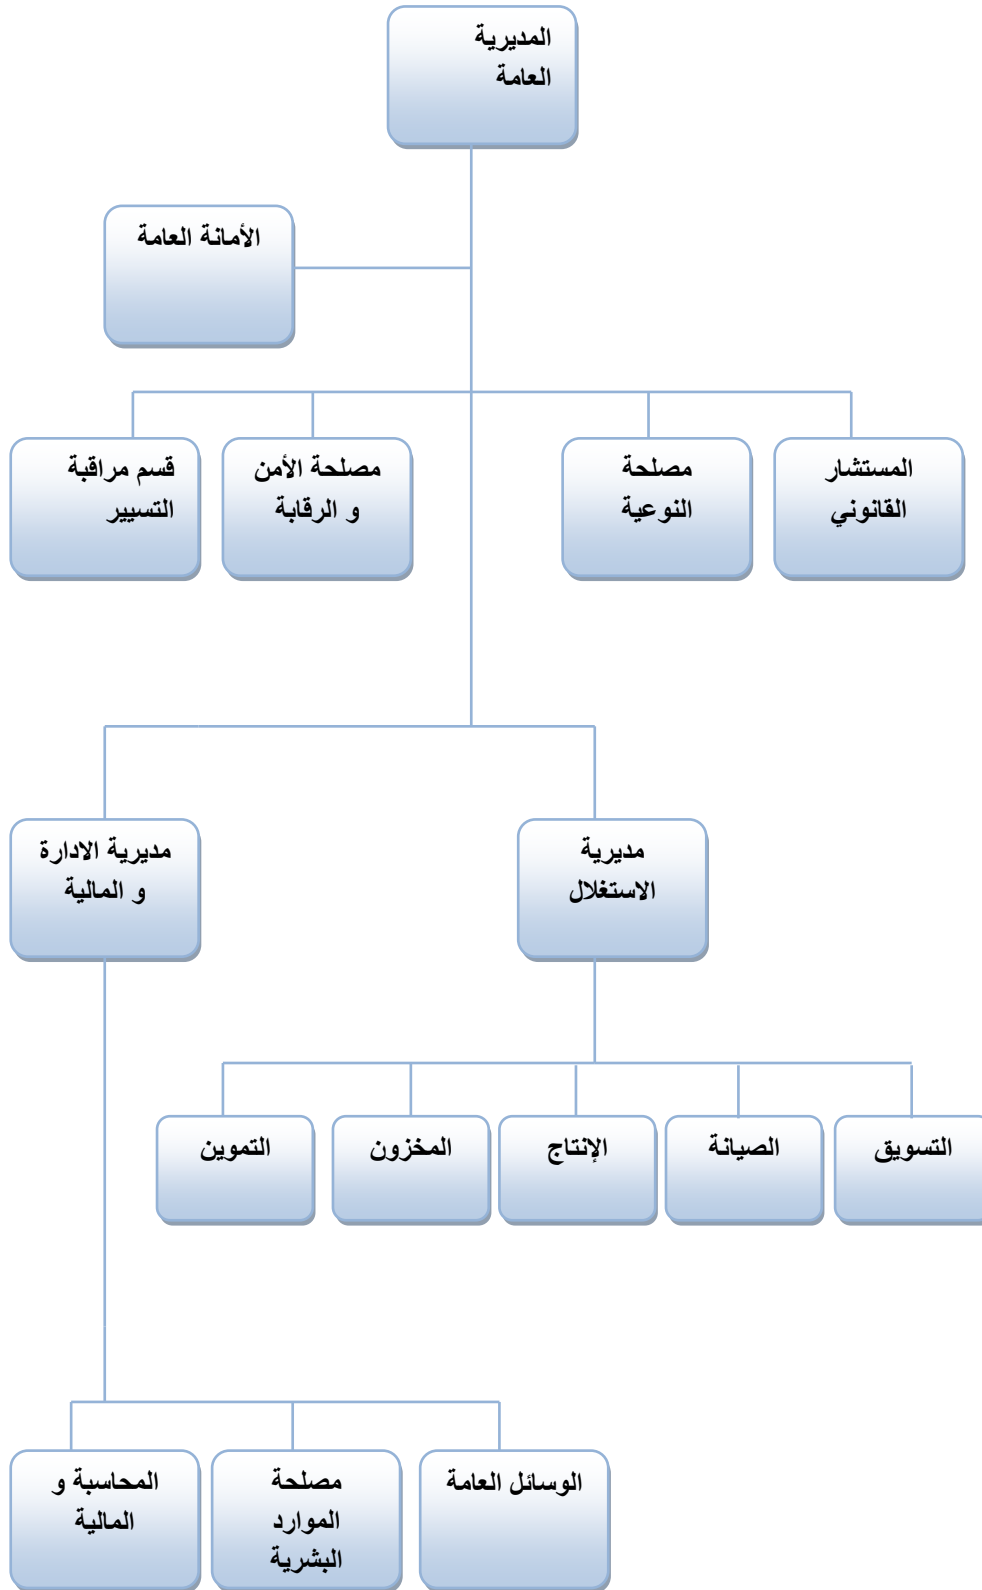 المديرية
العامة
الأمانة العامة
المستشار
القانوني
مصلحة
النوعية
مصلحة الأمن
و الرقابة
قسم مراقبة
التسيير
مديرية
الاستغلال
مديرية الادارة
و المالية
التسويق
الصيانة
الإنتاج
المخزون
التموين
الوسائل العامة
مصلحة
الموارد
البشرية
المحاسبة و
المالية